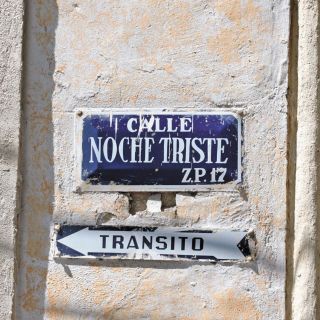 CALLE
NOCHE TRISTE
Z.P. 17
TRANSITO